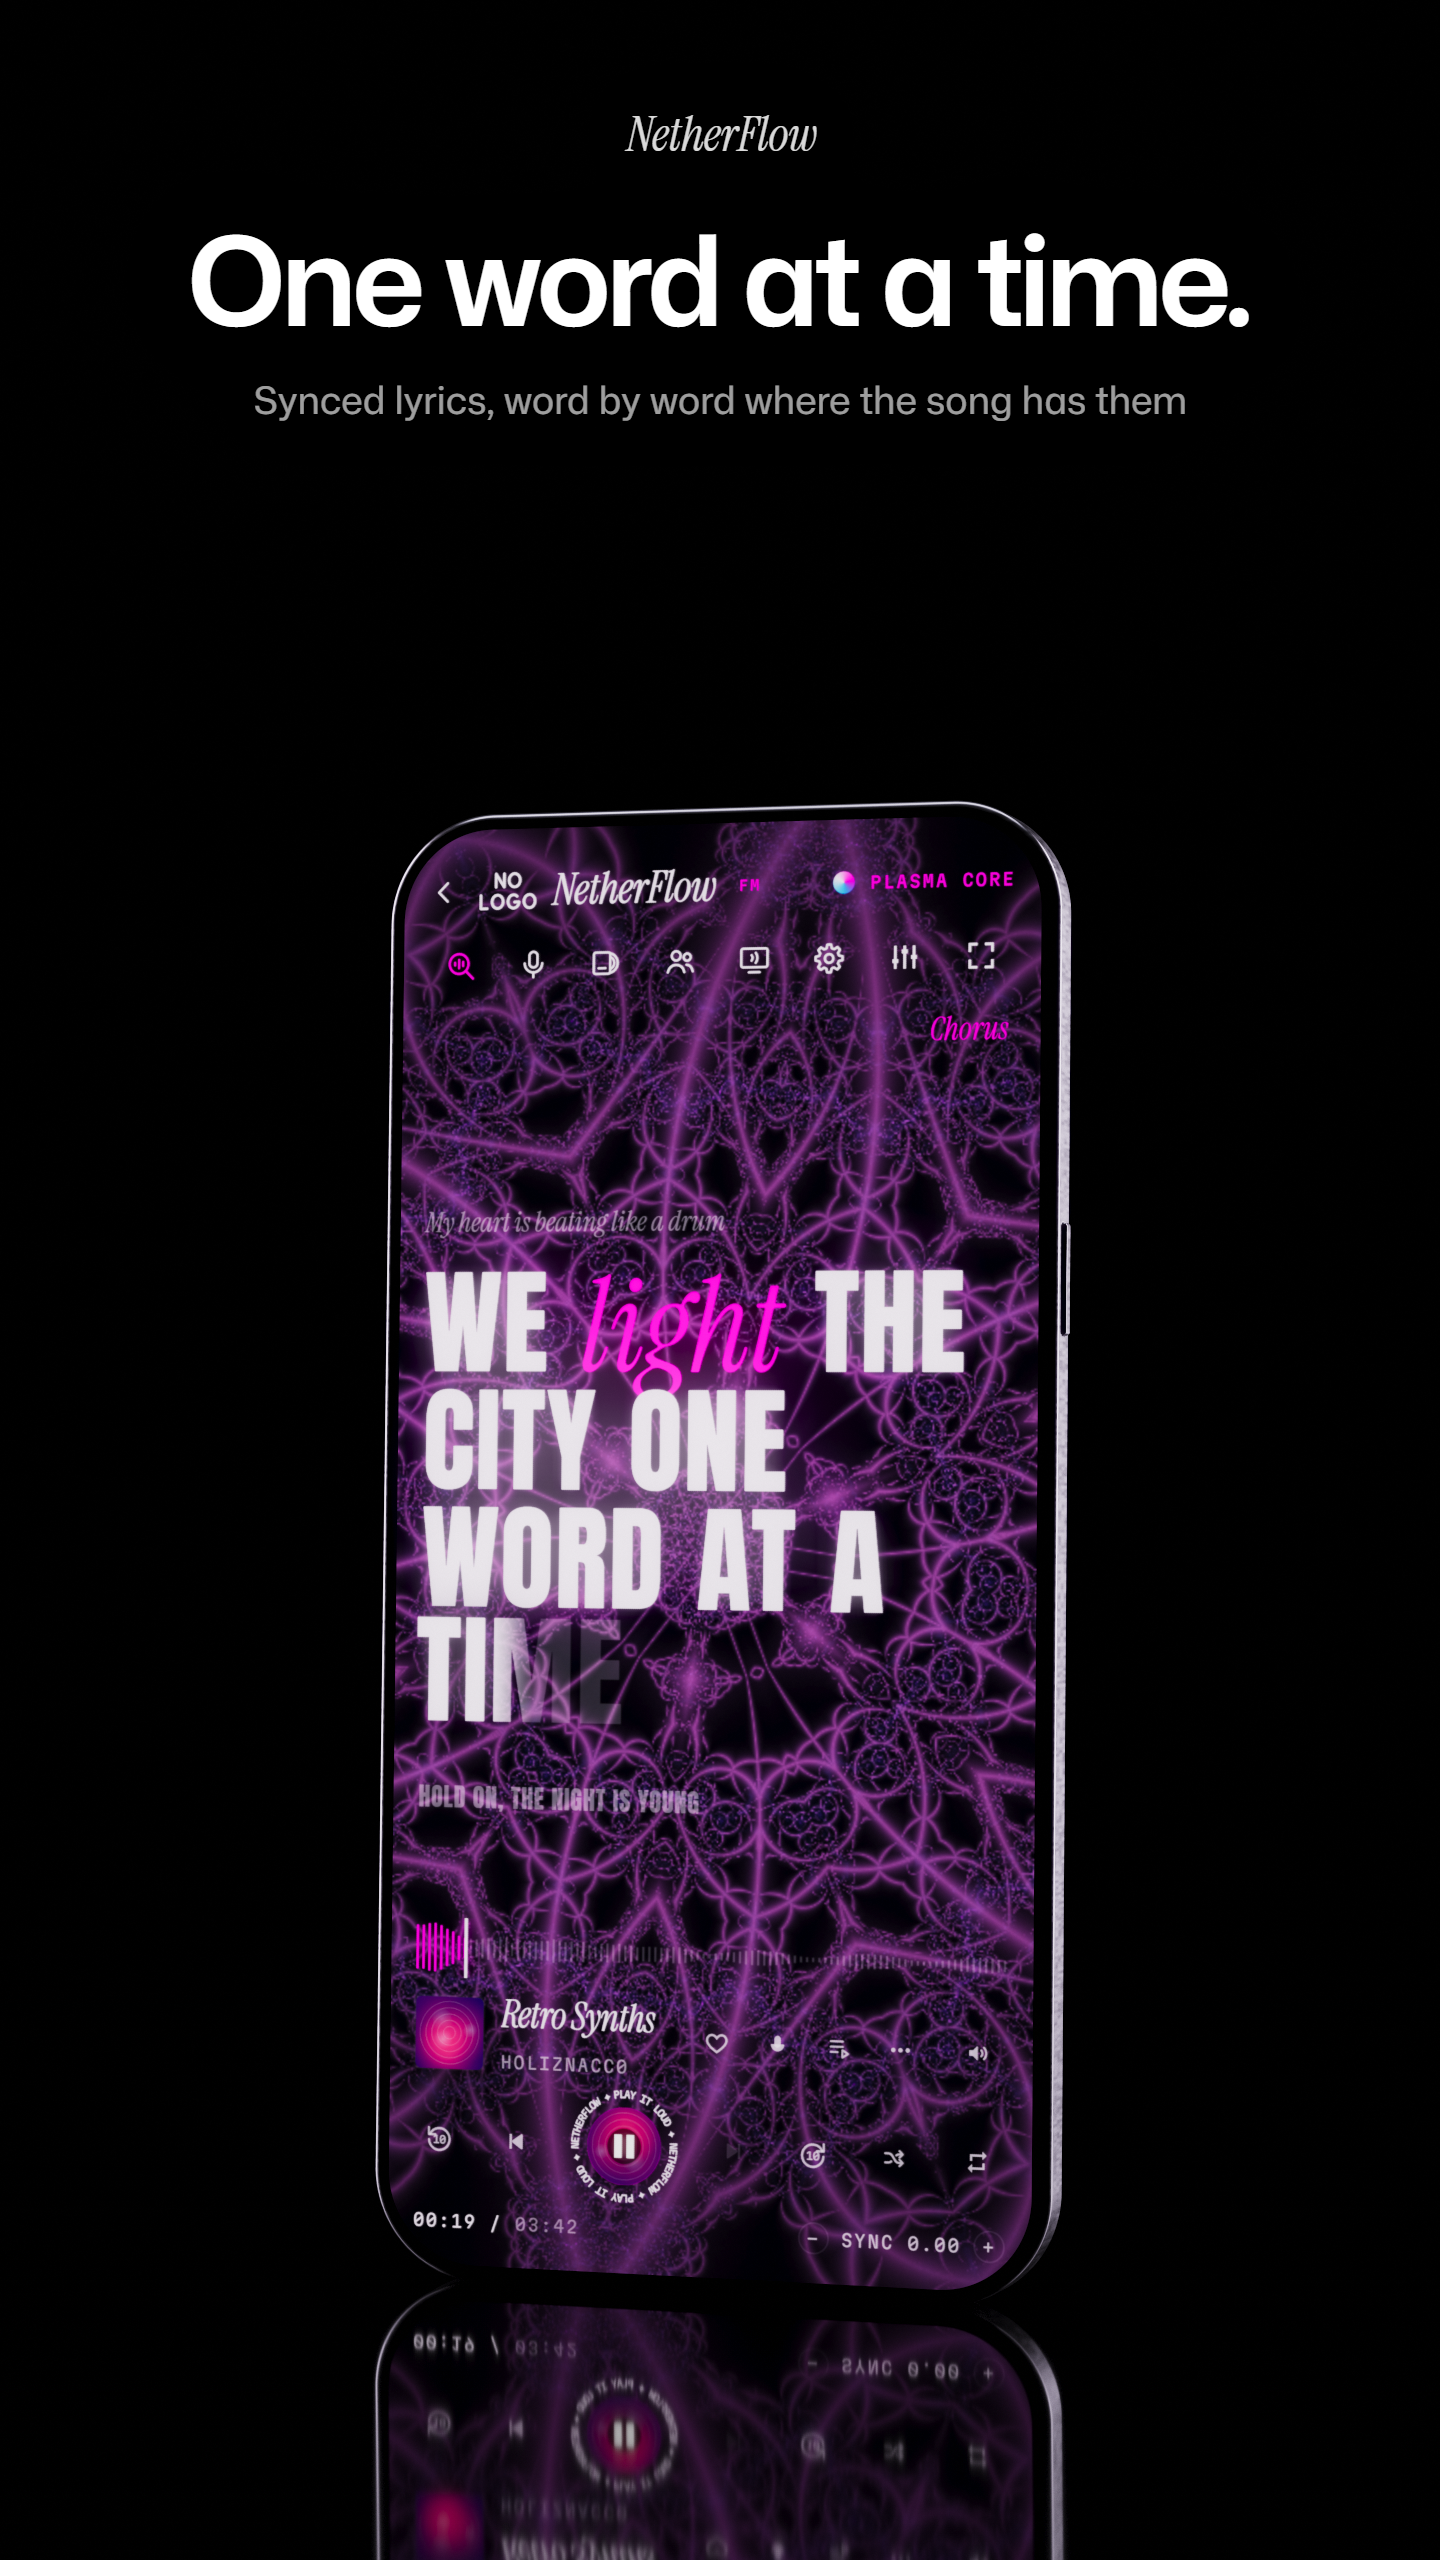 NetherFlow
One word at a time.
Synced lyrics, word by word where the song has them
NO LOGO NetherFlow FM PLASMA CORE
Chorus
My heart is beating like a drum
WE light THE
CITY ONE
WORD AT A
TIME
HOLD ON, THE NIGHT IS YOUNG
Retro Synths
HOLIZNACC0
NETHERFLOW ✦ PLAY IT LOUD ✦ NETHERFLOW ✦ PLAY IT LOUD ✦
10
10
00:19 / 03:42
− SYNC 0.00 +